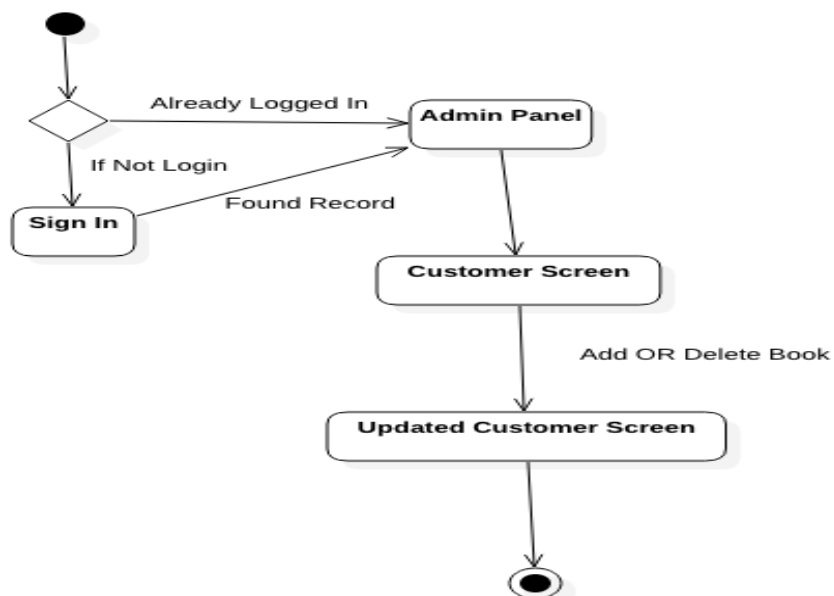 Already Logged In
Admin Panel
If Not Login
Found Record
Sign In
Customer Screen
Add OR Delete Book
Updated Customer Screen